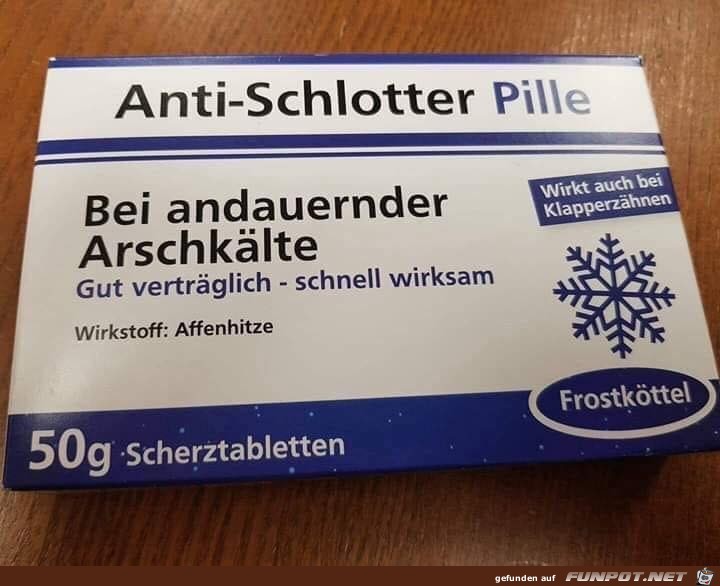 Anti-Schlotter Pille
Bei andauernder
Arschkälte
Gut verträglich - schnell wirksam
Wirkstoff: Affenhitze
Wirkt auch bei
Klapperzähnen
Frostköttel
50g · Scherztabletten
gefunden auf FUNPOT.NET